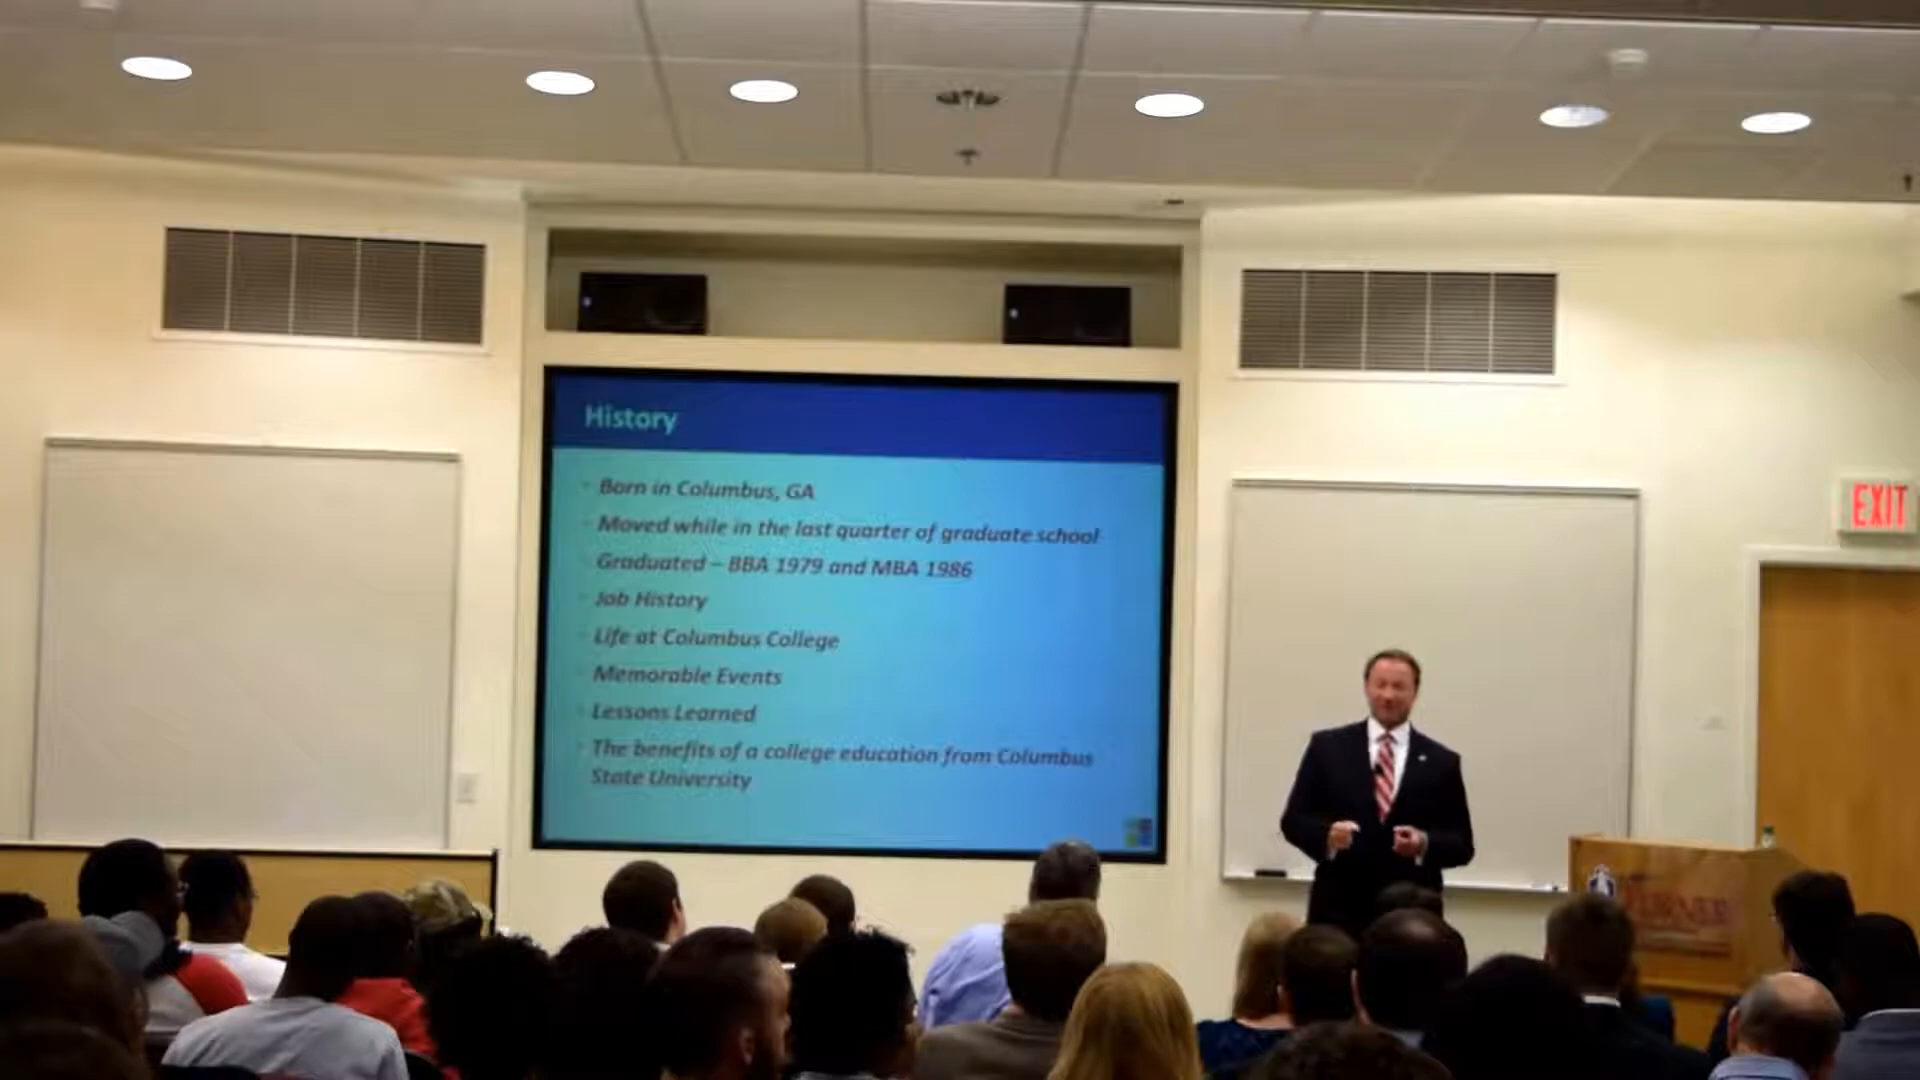 History
Born in Columbus, GA
Moved while in the last quarter of graduate school
Graduated – BBA 1979 and MBA 1986
Job History
Life at Columbus College
Memorable Events
Lessons Learned
The benefits of a college education from Columbus
State University
EXIT
TURNER